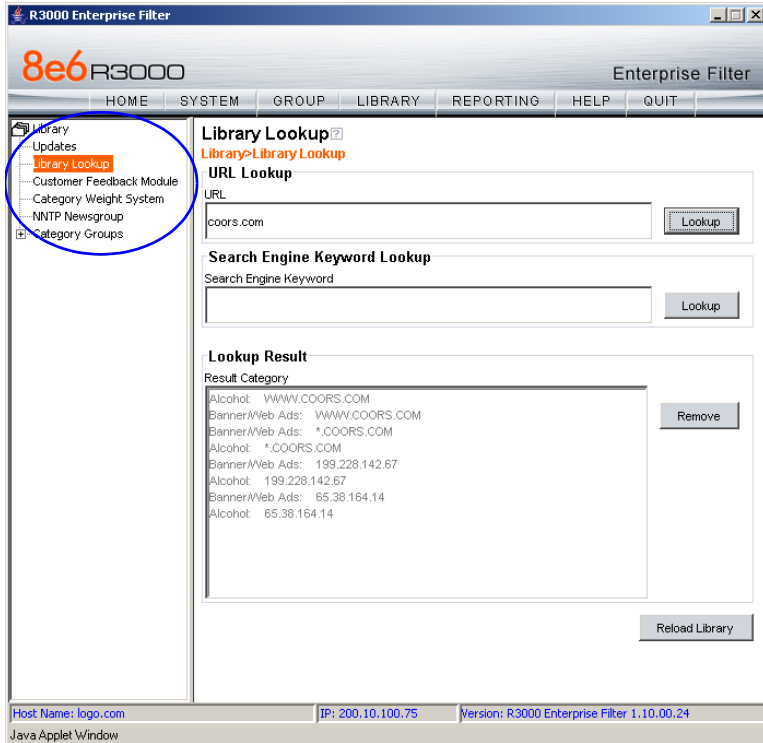 R3000 Enterprise Filter
8e6 R3000
Enterprise Filter
HOME SYSTEM GROUP LIBRARY REPORTING HELP QUIT
Library
Updates
Library Lookup
Customer Feedback Module
Category Weight System
NNTP Newsgroup
Category Groups
Library Lookup?
Library>Library Lookup
URL Lookup
URL
coors.com
Lookup
Search Engine Keyword Lookup
Search Engine Keyword
Lookup
Lookup Result
Result Category
Alcohol: WWW.COORS.COM
Banner/Web Ads: WWW.COORS.COM
Banner/Web Ads: *.COORS.COM
Alcohol: *.COORS.COM
Banner/Web Ads: 199.228.142.67
Alcohol: 199.228.142.67
Banner/Web Ads: 65.38.164.14
Alcohol: 65.38.164.14
Remove
Reload Library
Host Name: logo.com IP: 200.10.100.75 Version: R3000 Enterprise Filter 1.10.00.24
Java Applet Window